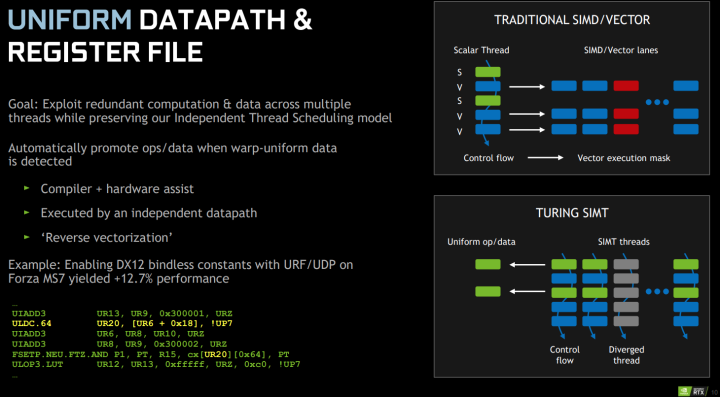 UNIFORM DATAPATH &
REGISTER FILE
Goal: Exploit redundant computation & data across multiple
threads while preserving our Independent Thread Scheduling model
Automatically promote ops/data when warp-uniform data
is detected
► Compiler + hardware assist
► Executed by an independent datapath
► ‘Reverse vectorization’
Example: Enabling DX12 bindless constants with URF/UDP on
Forza MS7 yielded +12.7% performance
…
UIADD3 UR13, UR9, 0x300001, URZ
ULDC.64 UR20, [UR6 + 0x18], !UP7
UIADD3 UR6, UR8, UR10, URZ
UIADD3 UR8, UR9, 0x300002, URZ
FSETP.NEU.FTZ.AND P1, PT, R15, cx[UR20][0x64], PT
ULOP3.LUT UR12, UR13, 0xfffff, URZ, 0xc0, !UP7
…
TRADITIONAL SIMD/VECTOR
Scalar Thread SIMD/Vector lanes
S
V
S
V
V
Control flow Vector execution mask
TURING SIMT
Uniform op/data SIMT threads
Control
flow
Diverged
thread
RTX